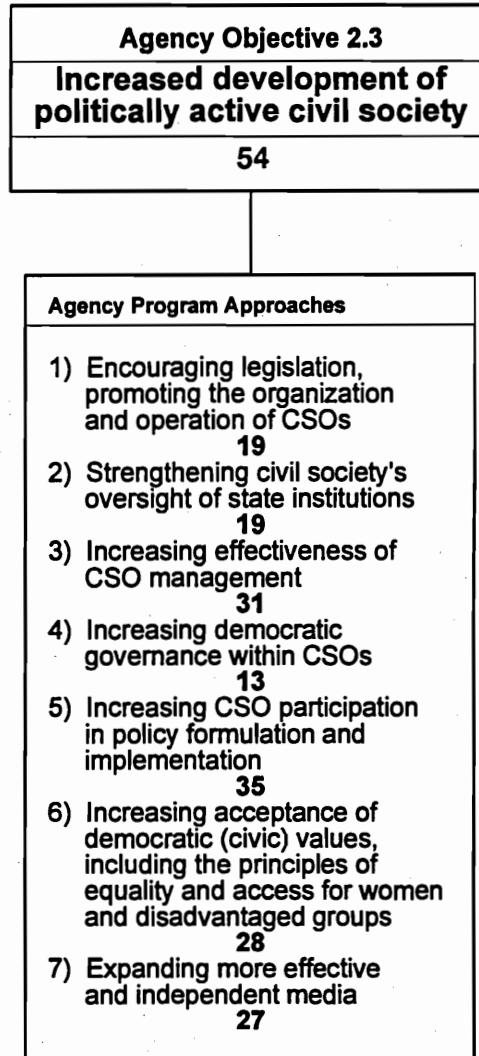 Agency Objective 2.3
Increased development of
politically active civil society
54
Agency Program Approaches
1) Encouraging legislation,
promoting the organization
and operation of CSOs
19
2) Strengthening civil society's
oversight of state institutions
19
3) Increasing effectiveness of
CSO management
31
4) Increasing democratic
governance within CSOs
13
5) Increasing CSO participation
in policy formulation and
implementation
35
6) Increasing acceptance of
democratic (civic) values,
including the principles of
equality and access for women
and disadvantaged groups
28
7) Expanding more effective
and independent media
27